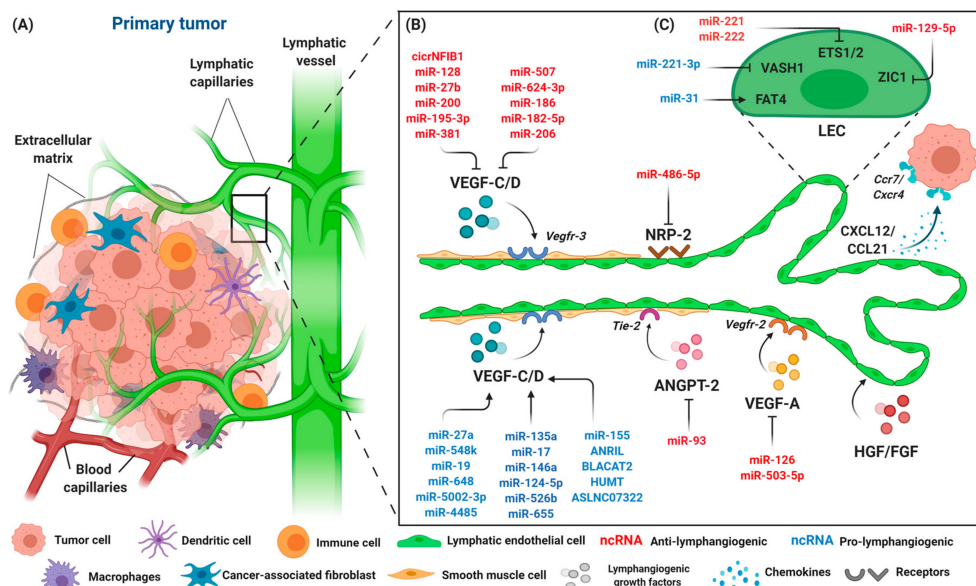 (A)
Primary tumor
Lymphatic
vessel
Lymphatic
capillaries
Extracellular
matrix
Blood
capillaries
(B)
cicrNFIB1
miR-128
miR-27b
miR-200
miR-195-3p
miR-381
miR-507
miR-624-3p
miR-186
miR-182-5p
miR-206
VEGF-C/D
Vegfr-3
miR-486-5p
NRP-2
(C)
miR-221
miR-222
miR-129-5p
miR-221-3p
miR-31
ETS1/2
VASH1
ZIC1
FAT4
LEC
Ccr7/
Cxcr4
CXCL12/
CCL21
VEGF-C/D
Tie-2
Vegfr-2
ANGPT-2
VEGF-A
HGF/FGF
miR-93
miR-126
miR-503-5p
miR-27a
miR-548k
miR-19
miR-648
miR-5002-3p
miR-4485
miR-135a
miR-17
miR-146a
miR-124-5p
miR-526b
miR-655
miR-155
ANRIL
BLACAT2
HUMT
ASLNC07322
Tumor cell
Dendritic cell
Immune cell
Lymphatic endothelial cell
ncRNA Anti-lymphangiogenic
ncRNA Pro-lymphangiogenic
Macrophages
Cancer-associated fibroblast
Smooth muscle cell
Lymphangiogenic
growth factors
Chemokines
Receptors